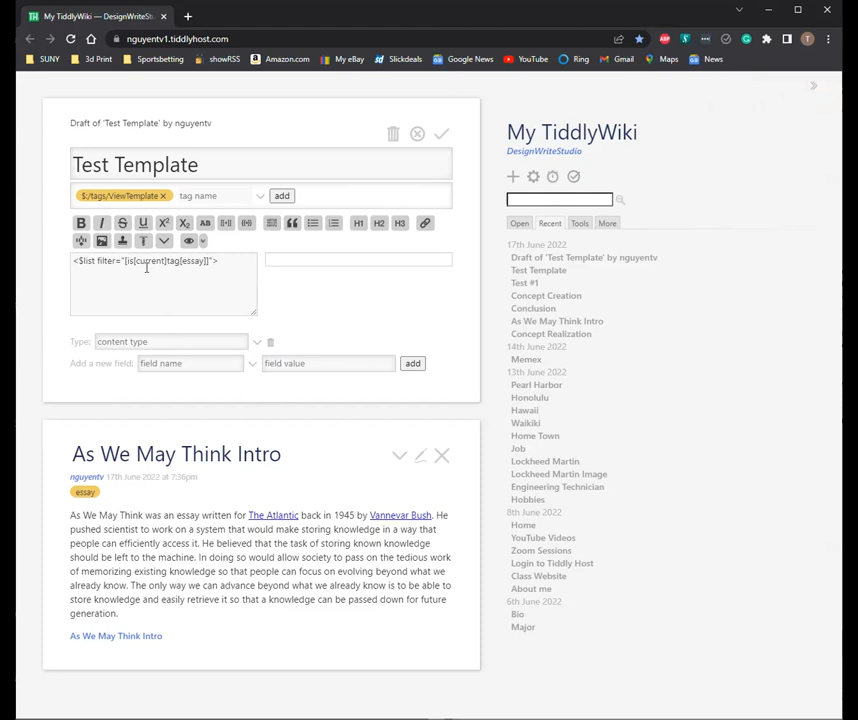 My TiddlyWiki — DesignWriteStu
nguyentv1.tiddlyhost.com
SUNY
3d Print
Sportsbetting
showRSS
Amazon.com
My eBay
Slickdeals
Google News
YouTube
Ring
Gmail
Maps
News
Draft of 'Test Template' by nguyentv
Test Template
$:/tags/ViewTemplate
tag name
add
B I S U X² X₂ AB
H1 H2 H3
<$list filter="[is[current]tag[essay]]">
Type:
content type
Add a new field:
field name
field value
add
As We May Think Intro
nguyentv 17th June 2022 at 7:36pm
essay
As We May Think was an essay written for The Atlantic back in 1945 by Vannevar Bush. He
pushed scientist to work on a system that would make storing knowledge in a way that
people can efficiently access it. He believed that the task of storing known knowledge
should be left to the machine. In doing so would allow society to pass on the tedious work
of memorizing existing knowledge so that people can focus on evolving beyond what we
already know. The only way we can advance beyond what we already know is to be able to
store knowledge and easily retrieve it so that a knowledge can be passed down for future
generation.
As We May Think Intro
My TiddlyWiki
DesignWriteStudio
Open
Recent
Tools
More
17th June 2022
Draft of 'Test Template' by nguyentv
Test Template
Test #1
Concept Creation
Conclusion
As We May Think Intro
Concept Realization
14th June 2022
Memex
13th June 2022
Pearl Harbor
Honolulu
Hawaii
Waikiki
Home Town
Job
Lockheed Martin
Lockheed Martin Image
Engineering Technician
Hobbies
8th June 2022
Home
YouTube Videos
Zoom Sessions
Login to Tiddly Host
Class Website
About me
6th June 2022
Bio
Major